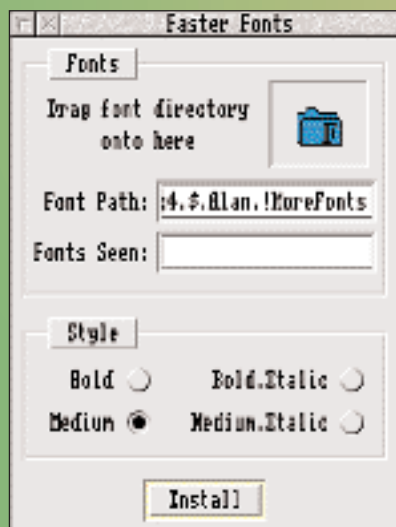 Easter Fonts
Fonts
Drag font directory
onto here
Font Path: :4.$.Alan.!MoreFonts
Fonts Seen:
Style
Bold Bold.Italic
Medium Medium.Italic
Install